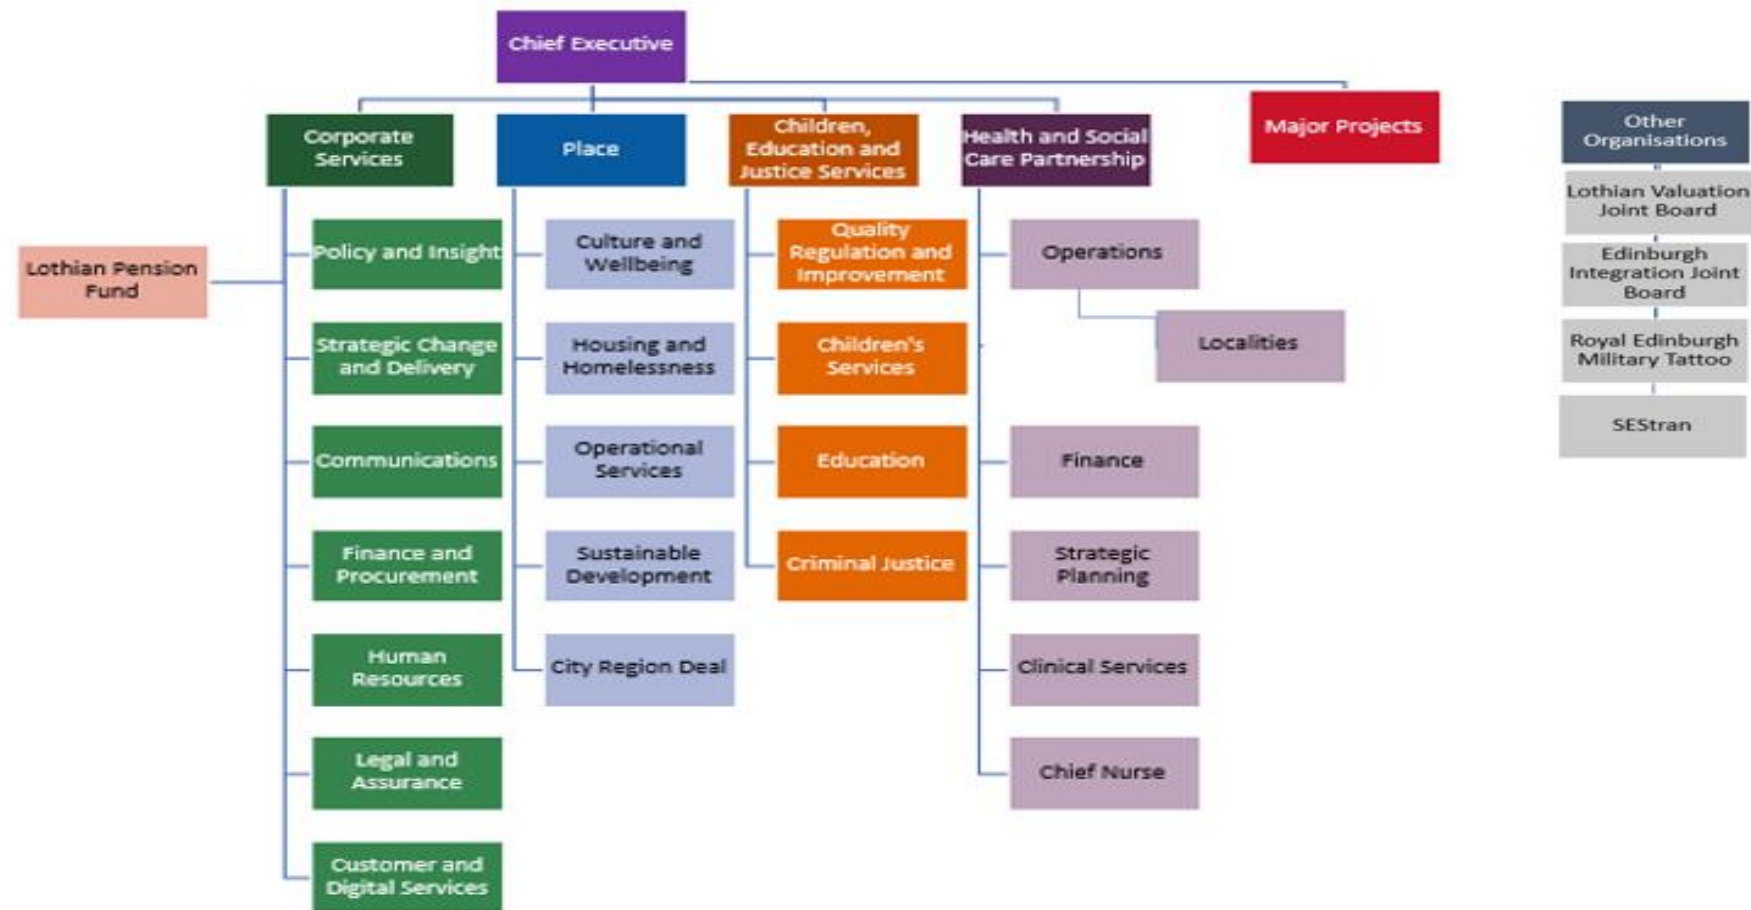 Chief Executive
Corporate
Services
Place
Children,
Education and
Justice Services
Health and Social
Care Partnership
Major Projects
Other
Organisations
Lothian Pension
Fund
Policy and Insight
Strategic Change
and Delivery
Communications
Finance and
Procurement
Human
Resources
Legal and
Assurance
Customer and
Digital Services
Culture and
Wellbeing
Housing and
Homelessness
Operational
Services
Sustainable
Development
City Region Deal
Quality
Regulation and
Improvement
Children's
Services
Education
Criminal Justice
Operations
Localities
Finance
Strategic
Planning
Clinical Services
Chief Nurse
Lothian Valuation
Joint Board
Edinburgh
Integration Joint
Board
Royal Edinburgh
Military Tattoo
SEStran